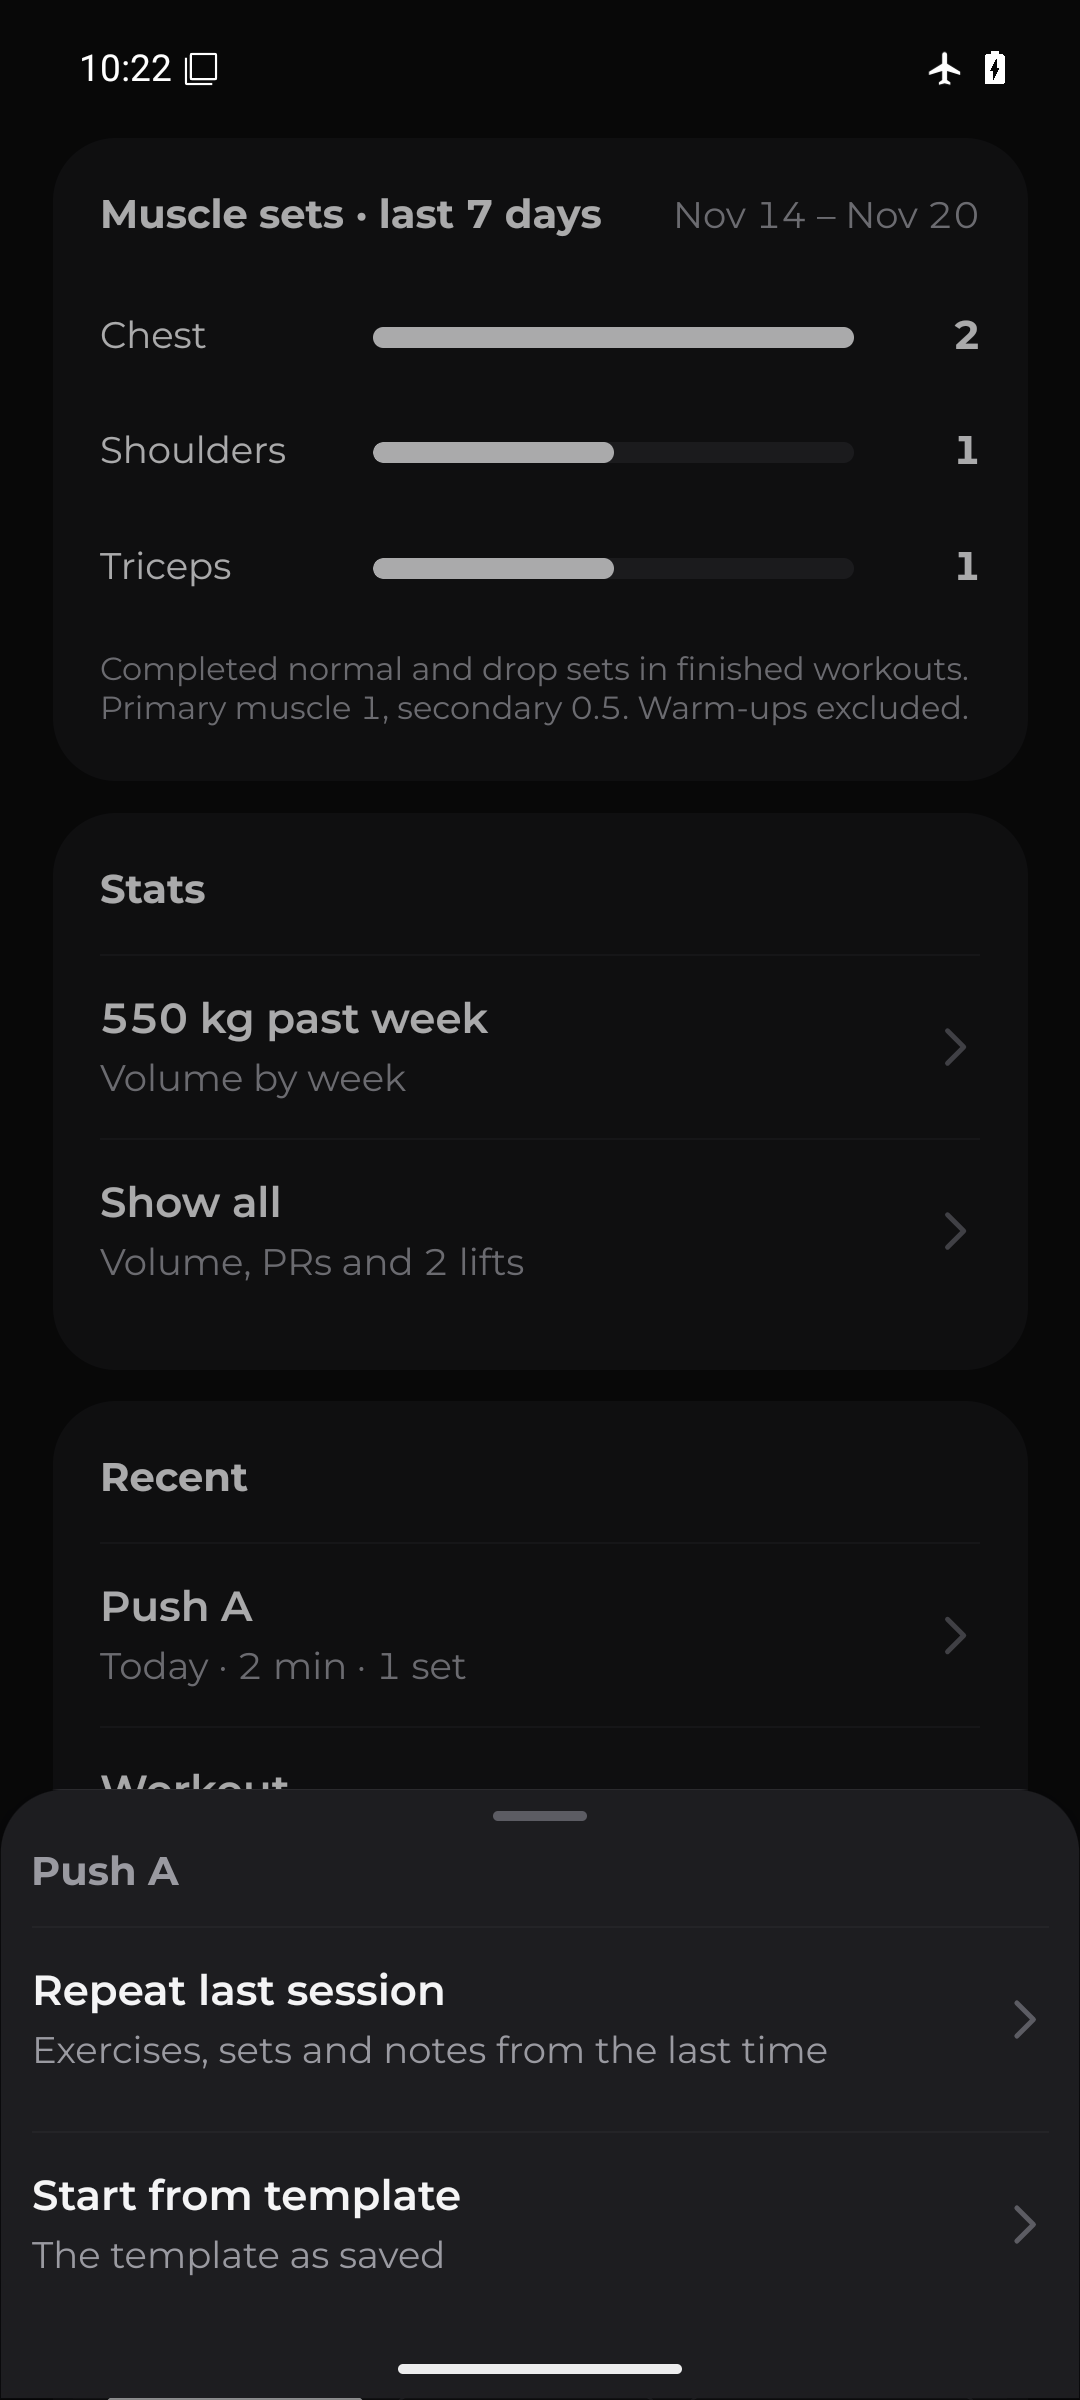 10:22
Muscle sets · last 7 days
Nov 14 – Nov 20
Chest 2
Shoulders 1
Triceps 1
Completed normal and drop sets in finished workouts.
Primary muscle 1, secondary 0.5. Warm-ups excluded.
Stats
550 kg past week
Volume by week
Show all
Volume, PRs and 2 lifts
Recent
Push A
Today · 2 min · 1 set
Workout
Push A
Repeat last session
Exercises, sets and notes from the last time
Start from template
The template as saved